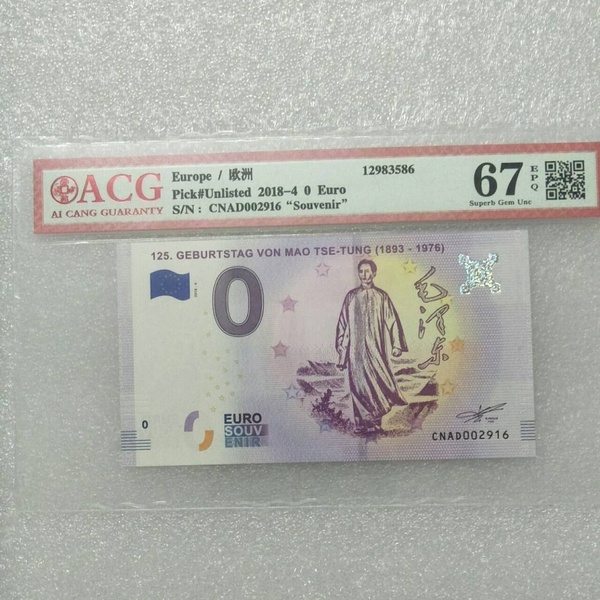 ACG
AI CANG GUARANTY
Europe / 欧洲
12983586
Pick#Unlisted 2018-4 0 Euro
S/N: CNAD002916 "Souvenir"
67
EPQ
Superb Gem Unc
125. GEBURTSTAG VON MAO TSE-TUNG (1893 - 1976)
0
毛泽东
0
EURO
SOUV
ENIR
CNAD002916